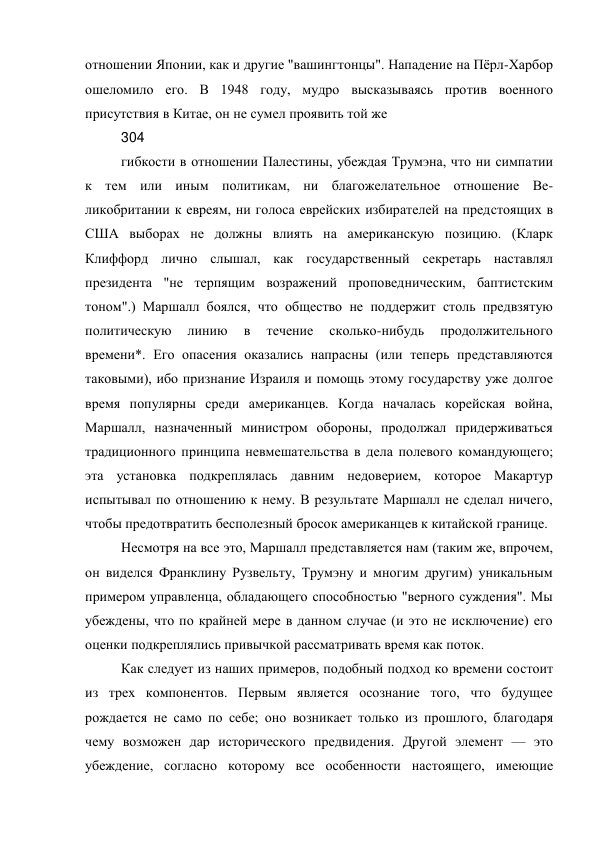 отношении Японии, как и другие "вашингтонцы". Нападение на Пёрл-Харбор
ошеломило его. В 1948 году, мудро высказываясь против военного
присутствия в Китае, он не сумел проявить той же
304
гибкости в отношении Палестины, убеждая Трумэна, что ни симпатии
к тем или иным политикам, ни благожелательное отношение Ве-
ликобритании к евреям, ни голоса еврейских избирателей на предстоящих в
США выборах не должны влиять на американскую позицию. (Кларк
Клиффорд лично слышал, как государственный секретарь наставлял
президента "не терпящим возражений проповедническим, баптистским
тоном".) Маршалл боялся, что общество не поддержит столь предвзятую
политическую линию в течение сколько-нибудь продолжительного
времени*. Его опасения оказались напрасны (или теперь представляются
таковыми), ибо признание Израиля и помощь этому государству уже долгое
время популярны среди американцев. Когда началась корейская война,
Маршалл, назначенный министром обороны, продолжал придерживаться
традиционного принципа невмешательства в дела полевого командующего;
эта установка подкреплялась давним недоверием, которое Макартур
испытывал по отношению к нему. В результате Маршалл не сделал ничего,
чтобы предотвратить бесполезный бросок американцев к китайской границе.
Несмотря на все это, Маршалл представляется нам (таким же, впрочем,
он виделся Франклину Рузвельту, Трумэну и многим другим) уникальным
примером управленца, обладающего способностью "верного суждения". Мы
убеждены, что по крайней мере в данном случае (и это не исключение) его
оценки подкреплялись привычкой рассматривать время как поток.
Как следует из наших примеров, подобный подход ко времени состоит
из трех компонентов. Первым является осознание того, что будущее
рождается не само по себе; оно возникает только из прошлого, благодаря
чему возможен дар исторического предвидения. Другой элемент — это
убеждение, согласно которому все особенности настоящего, имеющие